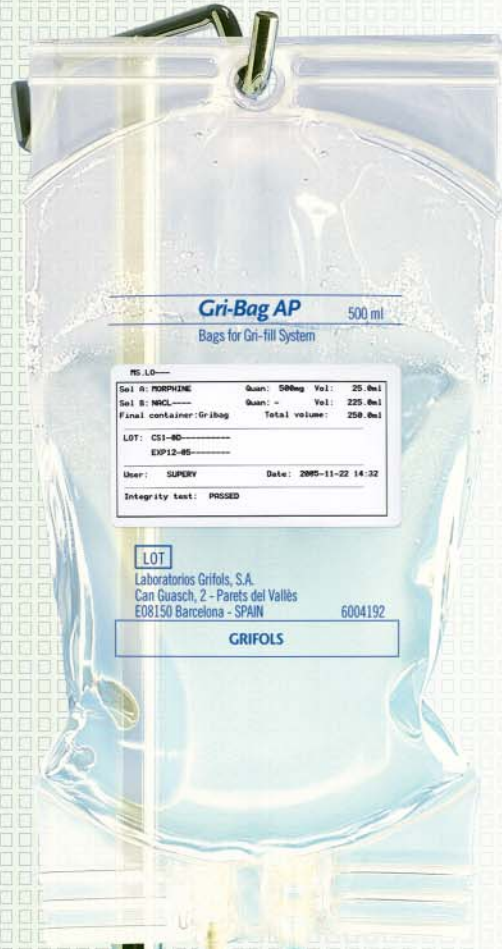 Gri-Bag AP 500 ml
Bags for Gri-fill System
MS.LO---
Sol A: MORPHINE Quan: 500mg Vol: 25.0ml
Sol B: NACL---- Quan: - Vol: 225.0ml
Final container:Gribag Total volume: 250.0ml
LOT: CS1-0D----------
EXP12-05--------
User: SUPERV Date: 2005-11-22 14:32
Integrity test: PASSED
LOT
Laboratorios Grifols, S.A.
Can Guasch, 2 - Parets del Vallès
E08150 Barcelona - SPAIN 6004192
GRIFOLS